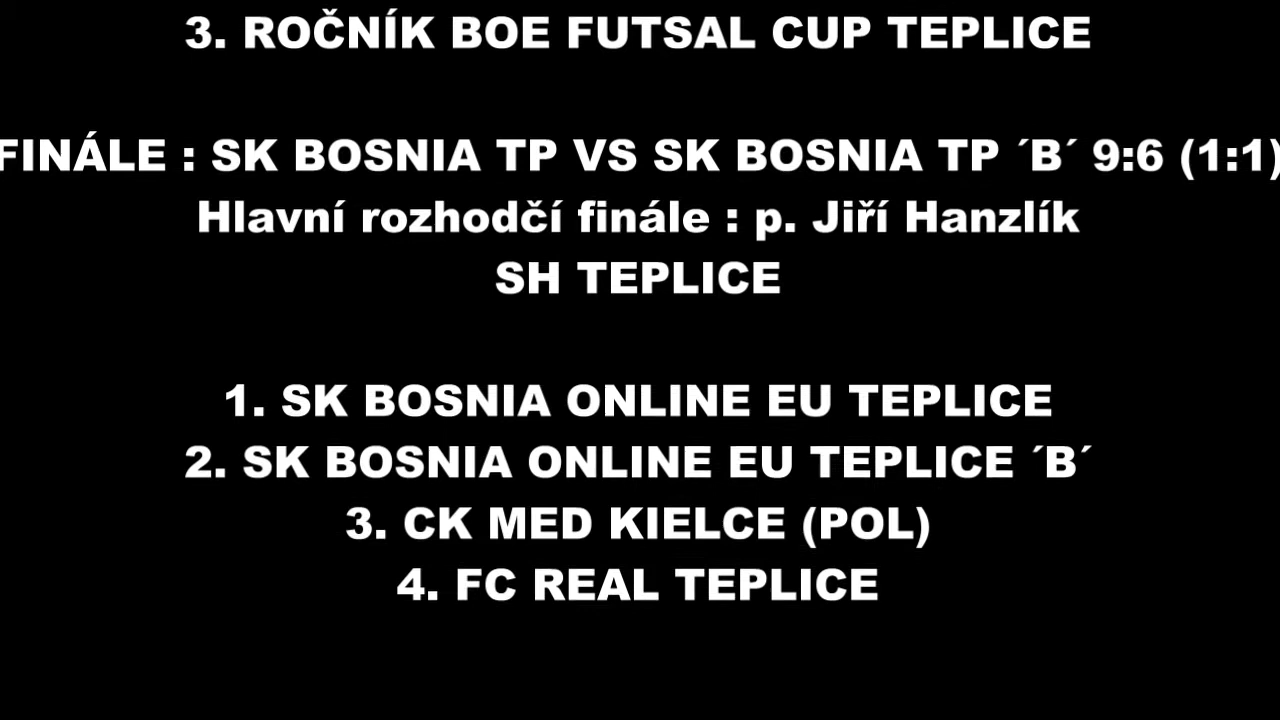 3. ROČNÍK BOE FUTSAL CUP TEPLICE
FINÁLE : SK BOSNIA TP VS SK BOSNIA TP ´B´ 9:6 (1:1)
Hlavní rozhodčí finále : p. Jiří Hanzlík
SH TEPLICE
1. SK BOSNIA ONLINE EU TEPLICE
2. SK BOSNIA ONLINE EU TEPLICE ´B´
3. CK MED KIELCE (POL)
4. FC REAL TEPLICE